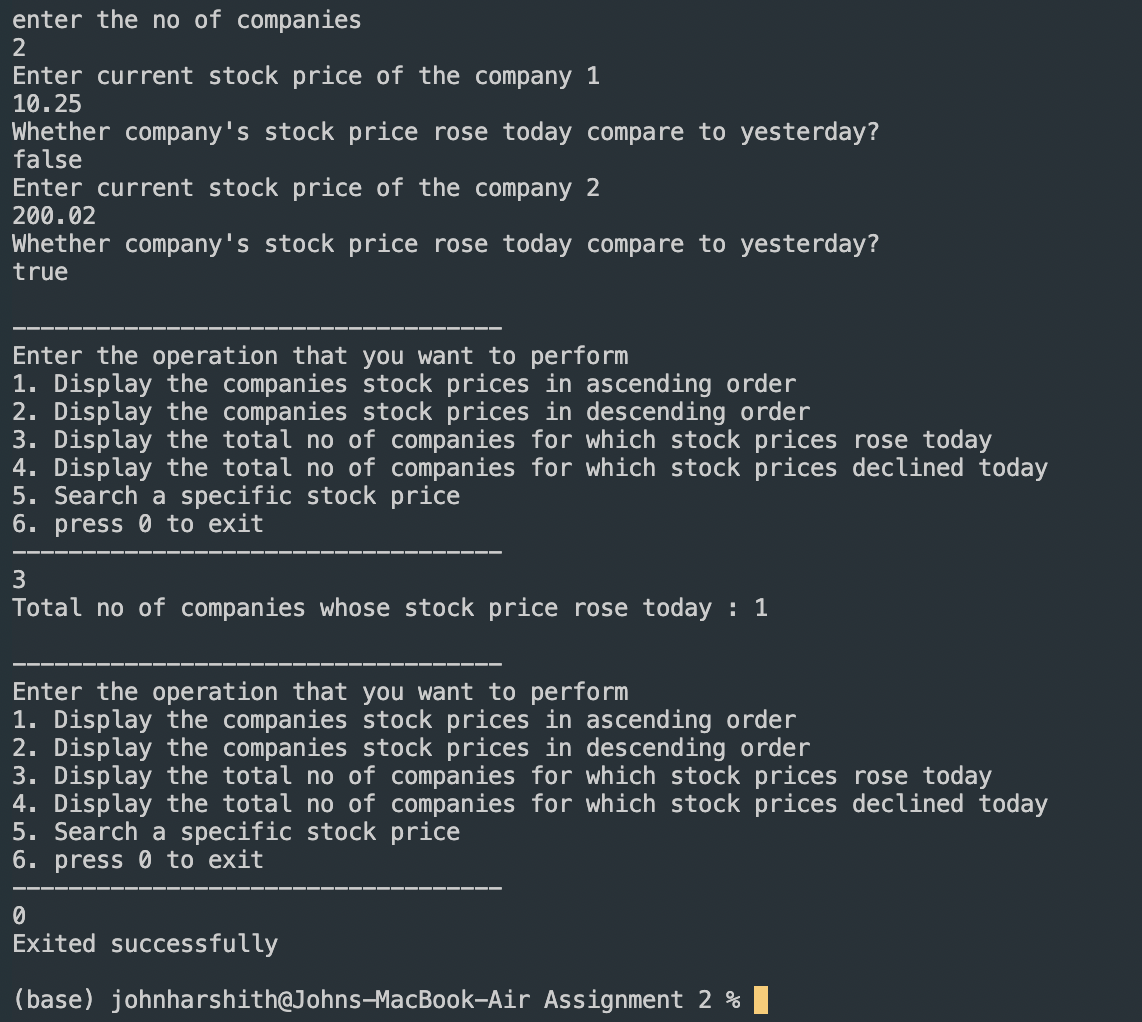 enter the no of companies
2
Enter current stock price of the company 1
10.25
Whether company's stock price rose today compare to yesterday?
false
Enter current stock price of the company 2
200.02
Whether company's stock price rose today compare to yesterday?
true
-----------------------------------
Enter the operation that you want to perform
1. Display the companies stock prices in ascending order
2. Display the companies stock prices in descending order
3. Display the total no of companies for which stock prices rose today
4. Display the total no of companies for which stock prices declined today
5. Search a specific stock price
6. press 0 to exit
-----------------------------------
3
Total no of companies whose stock price rose today : 1
-----------------------------------
Enter the operation that you want to perform
1. Display the companies stock prices in ascending order
2. Display the companies stock prices in descending order
3. Display the total no of companies for which stock prices rose today
4. Display the total no of companies for which stock prices declined today
5. Search a specific stock price
6. press 0 to exit
-----------------------------------
0
Exited successfully
(base) johnharshith@Johns-MacBook-Air Assignment 2 %